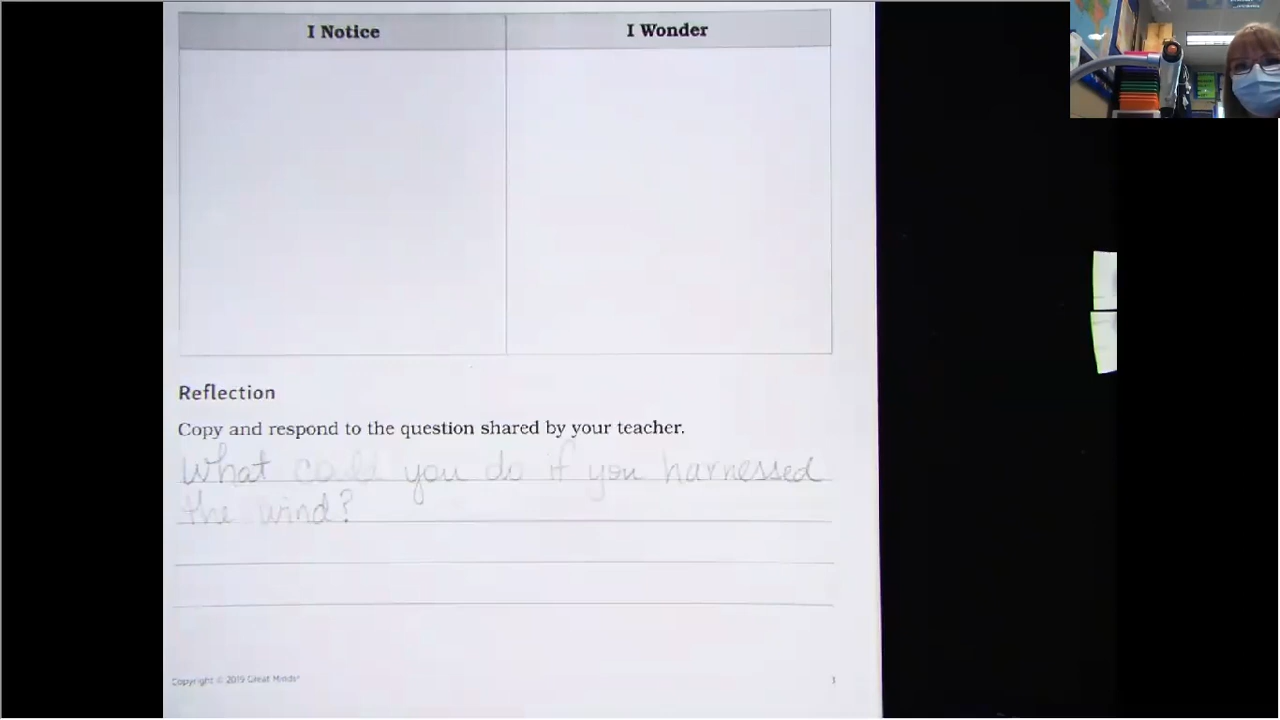 I Notice I Wonder
Reflection
Copy and respond to the question shared by your teacher.
What could you do if you harnessed
the wind?
Copyright © 2019 Great Minds®
3